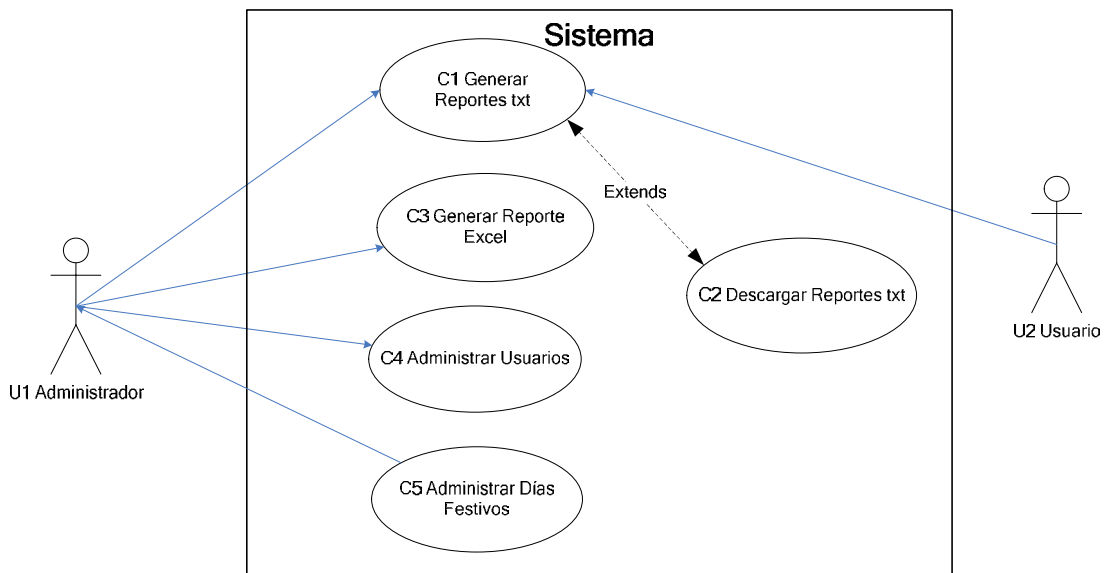 Sistema
C1 Generar
Reportes txt
C3 Generar Reporte
Excel
Extends
C2 Descargar Reportes txt
C4 Administrar Usuarios
C5 Administrar Días
Festivos
U1 Administrador
U2 Usuario